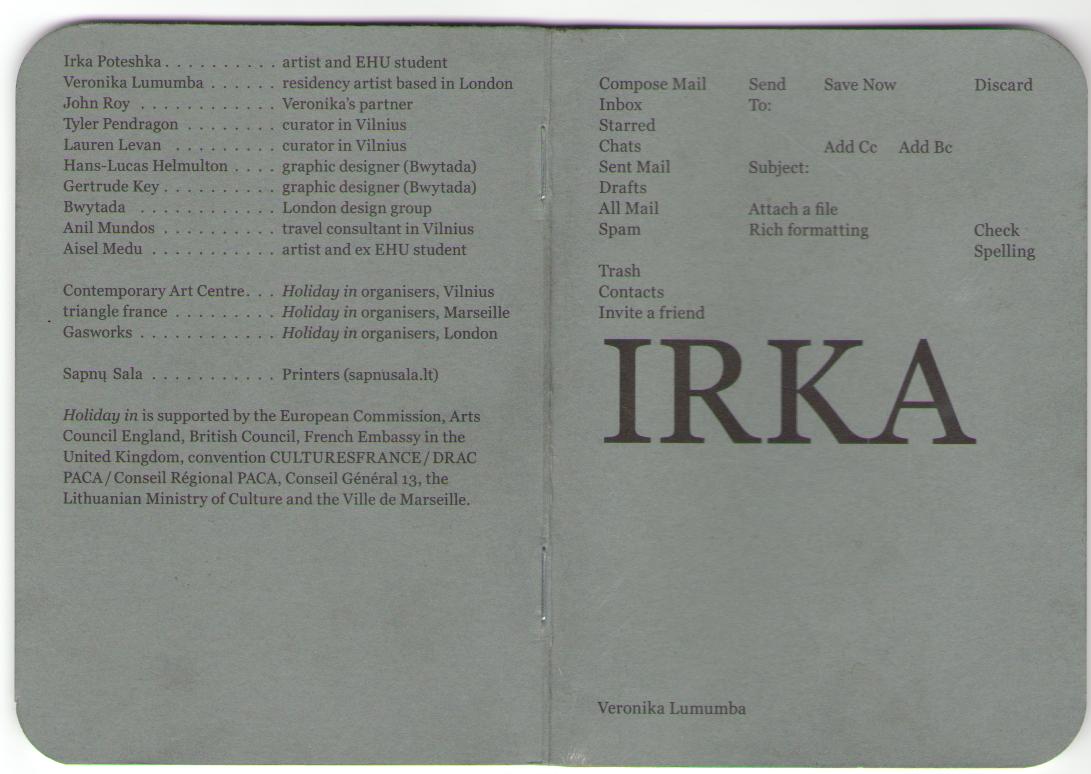 Irka Poteshka . . . . . . . . . . artist and EHU student
Veronika Lumumba . . . . . . residency artist based in London
John Roy . . . . . . . . . . . . Veronika's partner
Tyler Pendragon . . . . . . . . curator in Vilnius
Lauren Levan . . . . . . . . . curator in Vilnius
Hans-Lucas Helmulton . . . . graphic designer (Bwytada)
Gertrude Key . . . . . . . . . . graphic designer (Bwytada)
Bwytada . . . . . . . . . . . . London design group
Anil Mundos . . . . . . . . . . travel consultant in Vilnius
Aisel Medu . . . . . . . . . . . artist and ex EHU student
Contemporary Art Centre . . . Holiday in organisers, Vilnius
triangle france . . . . . . . . . Holiday in organisers, Marseille
Gasworks . . . . . . . . . . . . Holiday in organisers, London
Sapnų Sala . . . . . . . . . . . Printers (sapnusala.lt)
Holiday in is supported by the European Commission, Arts
Council England, British Council, French Embassy in the
United Kingdom, convention CULTURESFRANCE/DRAC
PACA/Conseil Régional PACA, Conseil Général 13, the
Lithuanian Ministry of Culture and the Ville de Marseille.
Compose Mail Send Save Now Discard
Inbox To:
Starred
Chats Add Cc Add Bc
Sent Mail Subject:
Drafts
All Mail Attach a file
Spam Rich formatting Check
Spelling
Trash
Contacts
Invite a friend
IRKA
Veronika Lumumba